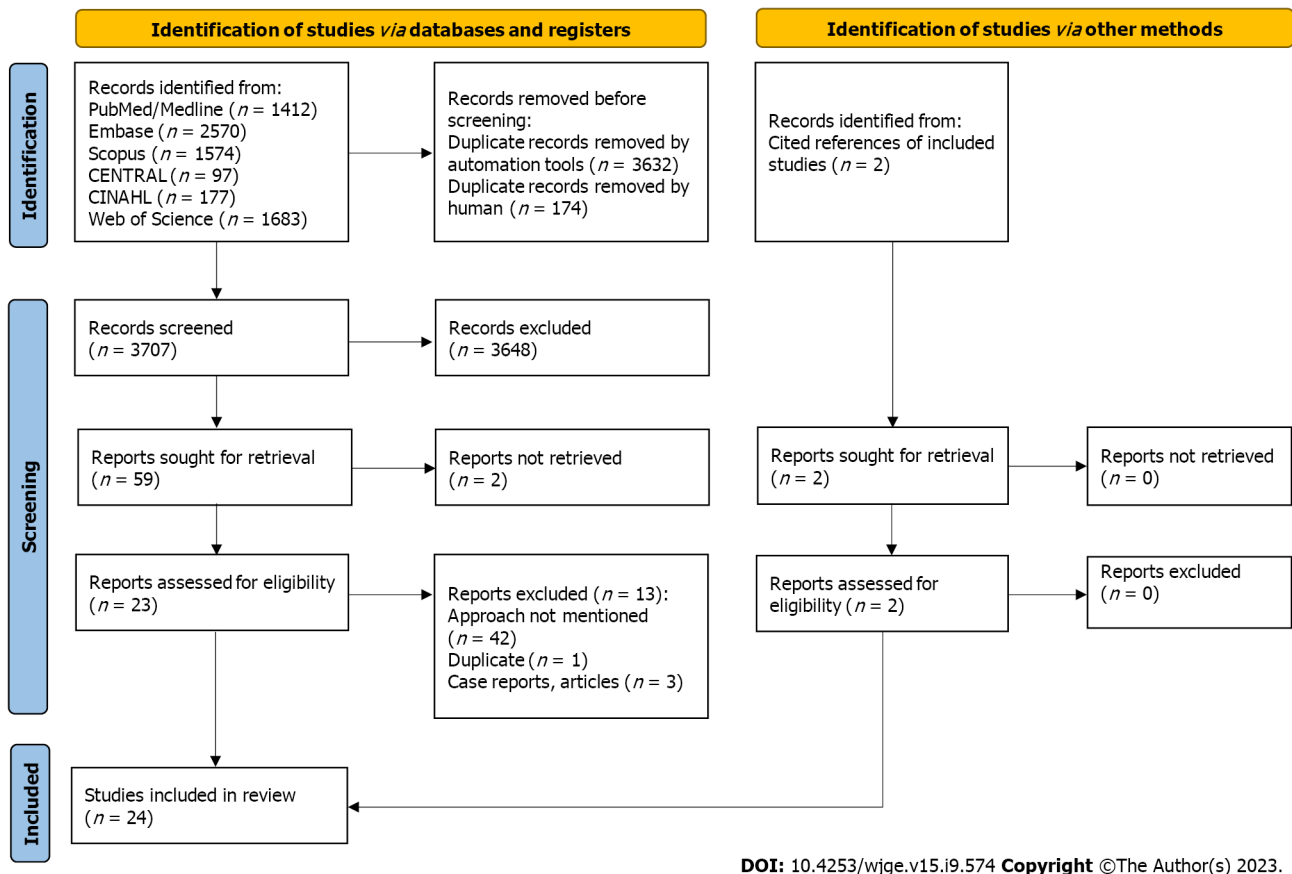 Identification of studies via databases and registers
Identification of studies via other methods
Identification
Records identified from:
PubMed/Medline (n = 1412)
Embase (n = 2570)
Scopus (n = 1574)
CENTRAL (n = 97)
CINAHL (n = 177)
Web of Science (n = 1683)
Records removed before
screening:
Duplicate records removed by
automation tools (n = 3632)
Duplicate records removed by
human (n = 174)
Records identified from:
Cited references of included
studies (n = 2)
Screening
Records screened
(n = 3707)
Records excluded
(n = 3648)
Reports sought for retrieval
(n = 59)
Reports not retrieved
(n = 2)
Reports sought for retrieval
(n = 2)
Reports not retrieved
(n = 0)
Reports assessed for eligibility
(n = 23)
Reports excluded (n = 13):
Approach not mentioned
(n = 42)
Duplicate (n = 1)
Case reports, articles (n = 3)
Reports assessed for
eligibility (n = 2)
Reports excluded
(n = 0)
Included
Studies included in review
(n = 24)
DOI: 10.4253/wjge.v15.i9.574 Copyright ©The Author(s) 2023.